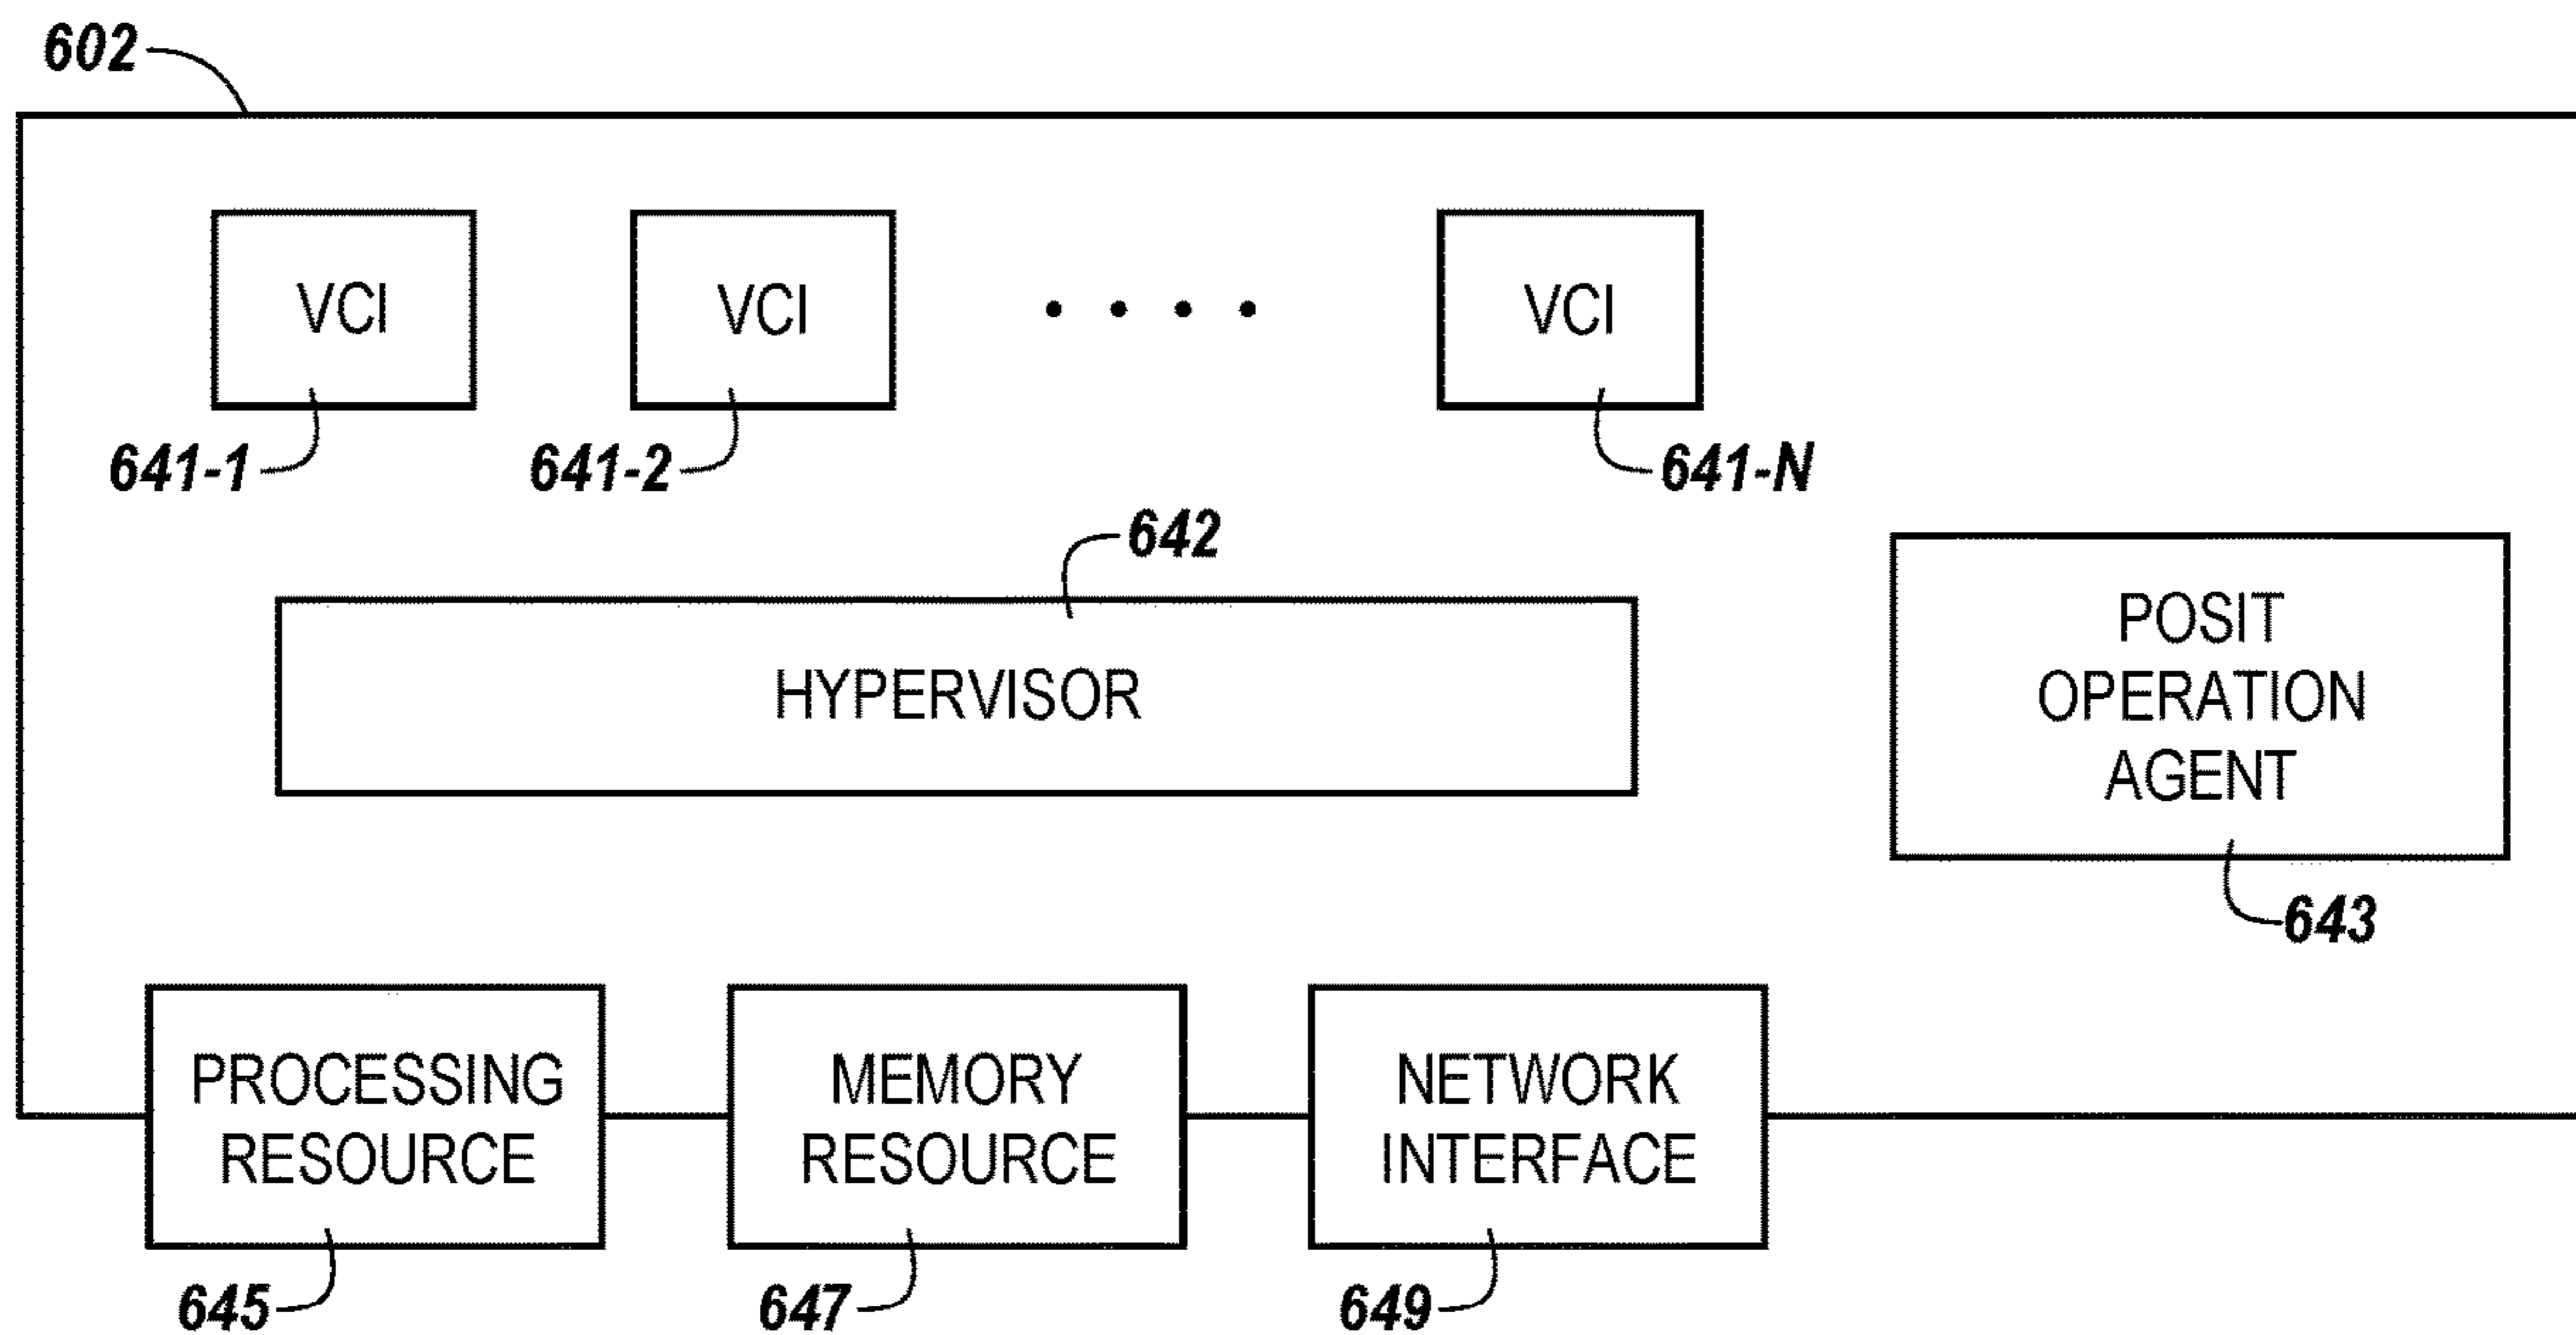 602
VCI
VCI
• • • •
VCI
641-1
641-2
641-N
642
HYPERVISOR
POSIT
OPERATION
AGENT
643
PROCESSING
RESOURCE
MEMORY
RESOURCE
NETWORK
INTERFACE
645
647
649